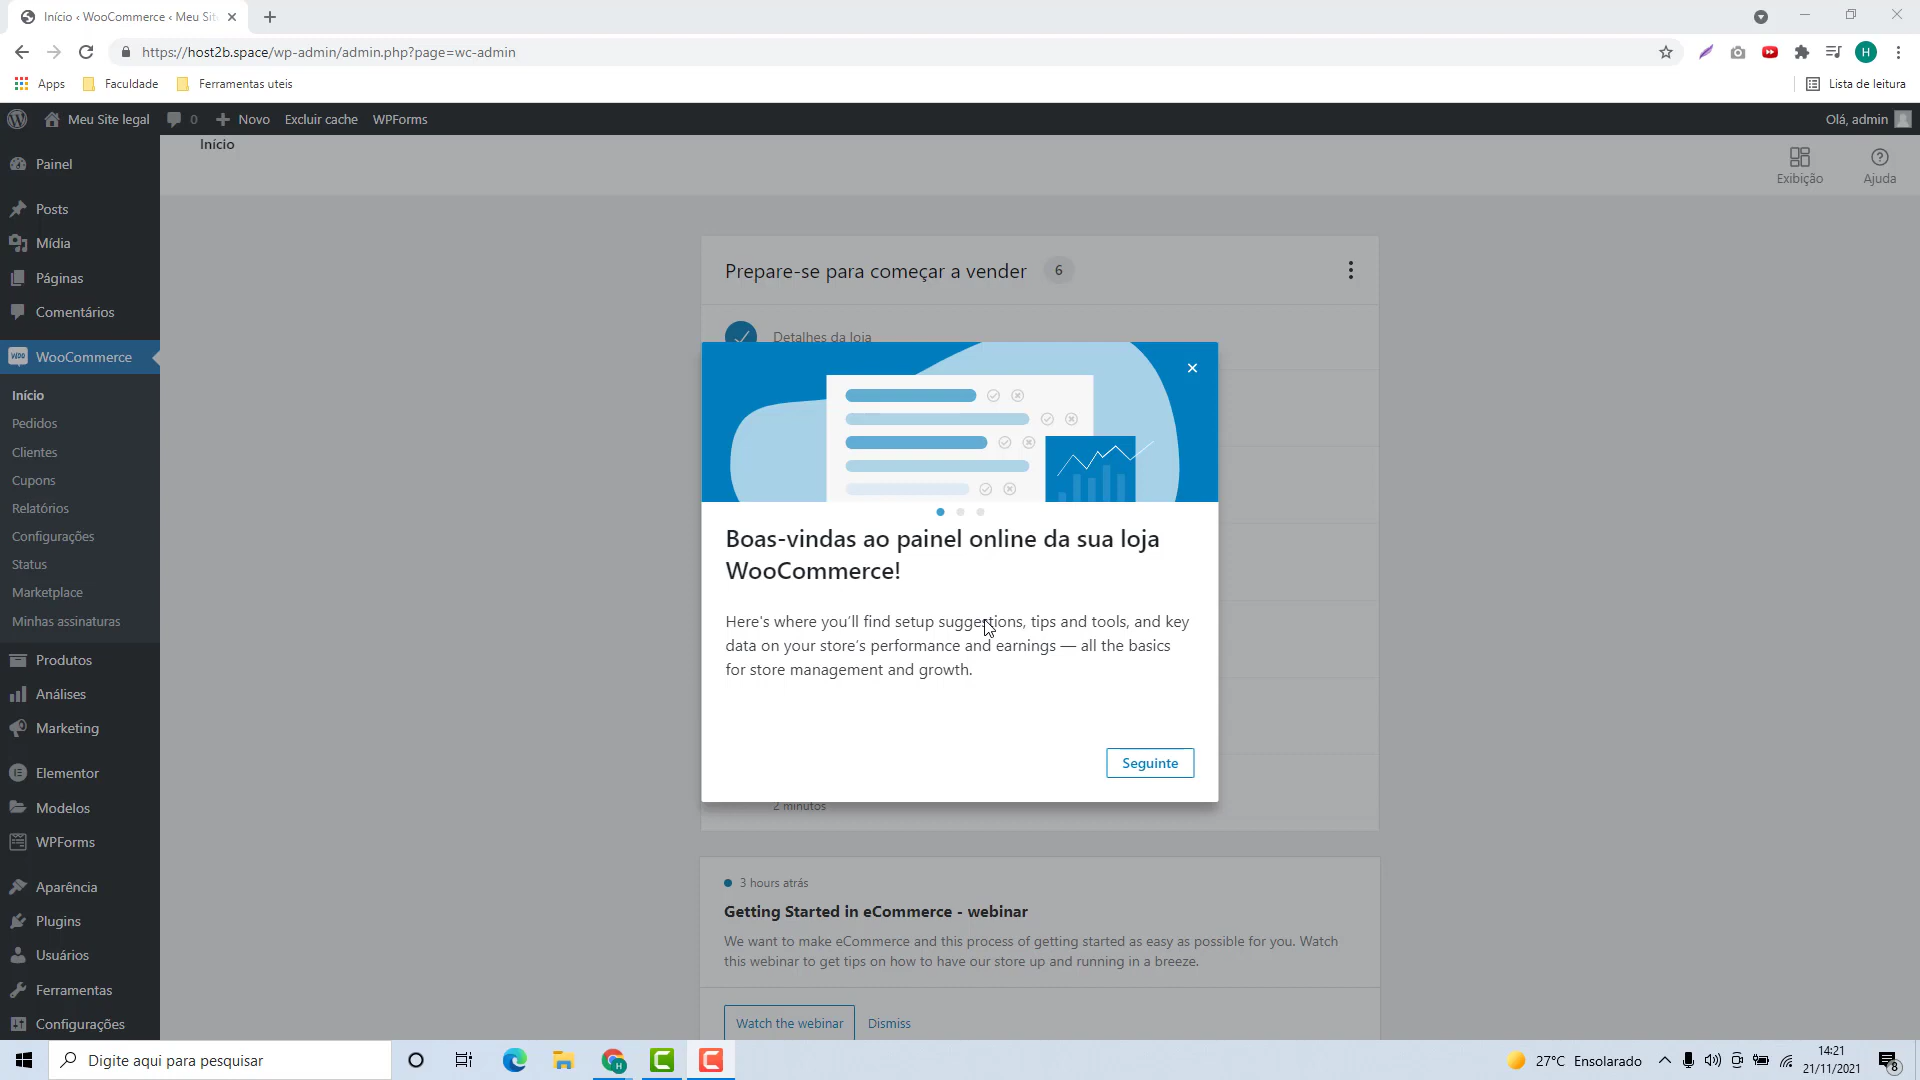 Início ‹ WooCommerce ‹ Meu Sit
https://host2b.space/wp-admin/admin.php?page=wc-admin
H
Apps
Faculdade
Ferramentas uteis
Lista de leitura
Meu Site legal
0
Novo
Excluir cache
WPForms
Olá, admin
Início
Exibição
Ajuda
Painel
Posts
Mídia
Páginas
Comentários
WooCommerce
Início
Pedidos
Clientes
Cupons
Relatórios
Configurações
Status
Marketplace
Minhas assinaturas
Produtos
Análises
Marketing
Elementor
Modelos
WPForms
Aparência
Plugins
Usuários
Ferramentas
Configurações
Prepare-se para começar a vender 6
Detalhes da loja
Boas-vindas ao painel online da sua loja
WooCommerce!
Here's where you'll find setup suggestions, tips and tools, and key
data on your store's performance and earnings — all the basics
for store management and growth.
Seguinte
2 minutos
3 hours atrás
Getting Started in eCommerce - webinar
We want to make eCommerce and this process of getting started as easy as possible for you. Watch
this webinar to get tips on how to have our store up and running in a breeze.
Watch the webinar
Dismiss
Digite aqui para pesquisar
27°C Ensolarado
14:21
21/11/2021
8